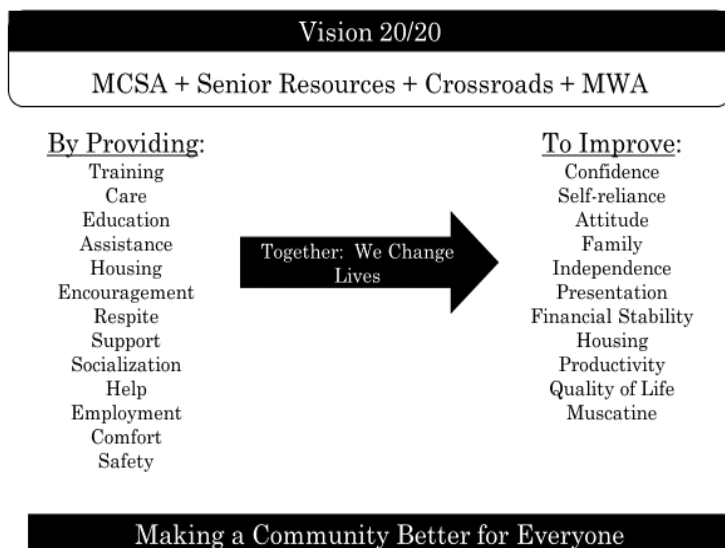 Vision 20/20
MCSA + Senior Resources + Crossroads + MWA
By Providing:
Training
Care
Education
Assistance
Housing
Encouragement
Respite
Support
Socialization
Help
Employment
Comfort
Safety
Together: We Change
Lives
To Improve:
Confidence
Self-reliance
Attitude
Family
Independence
Presentation
Financial Stability
Housing
Productivity
Quality of Life
Muscatine
Making a Community Better for Everyone